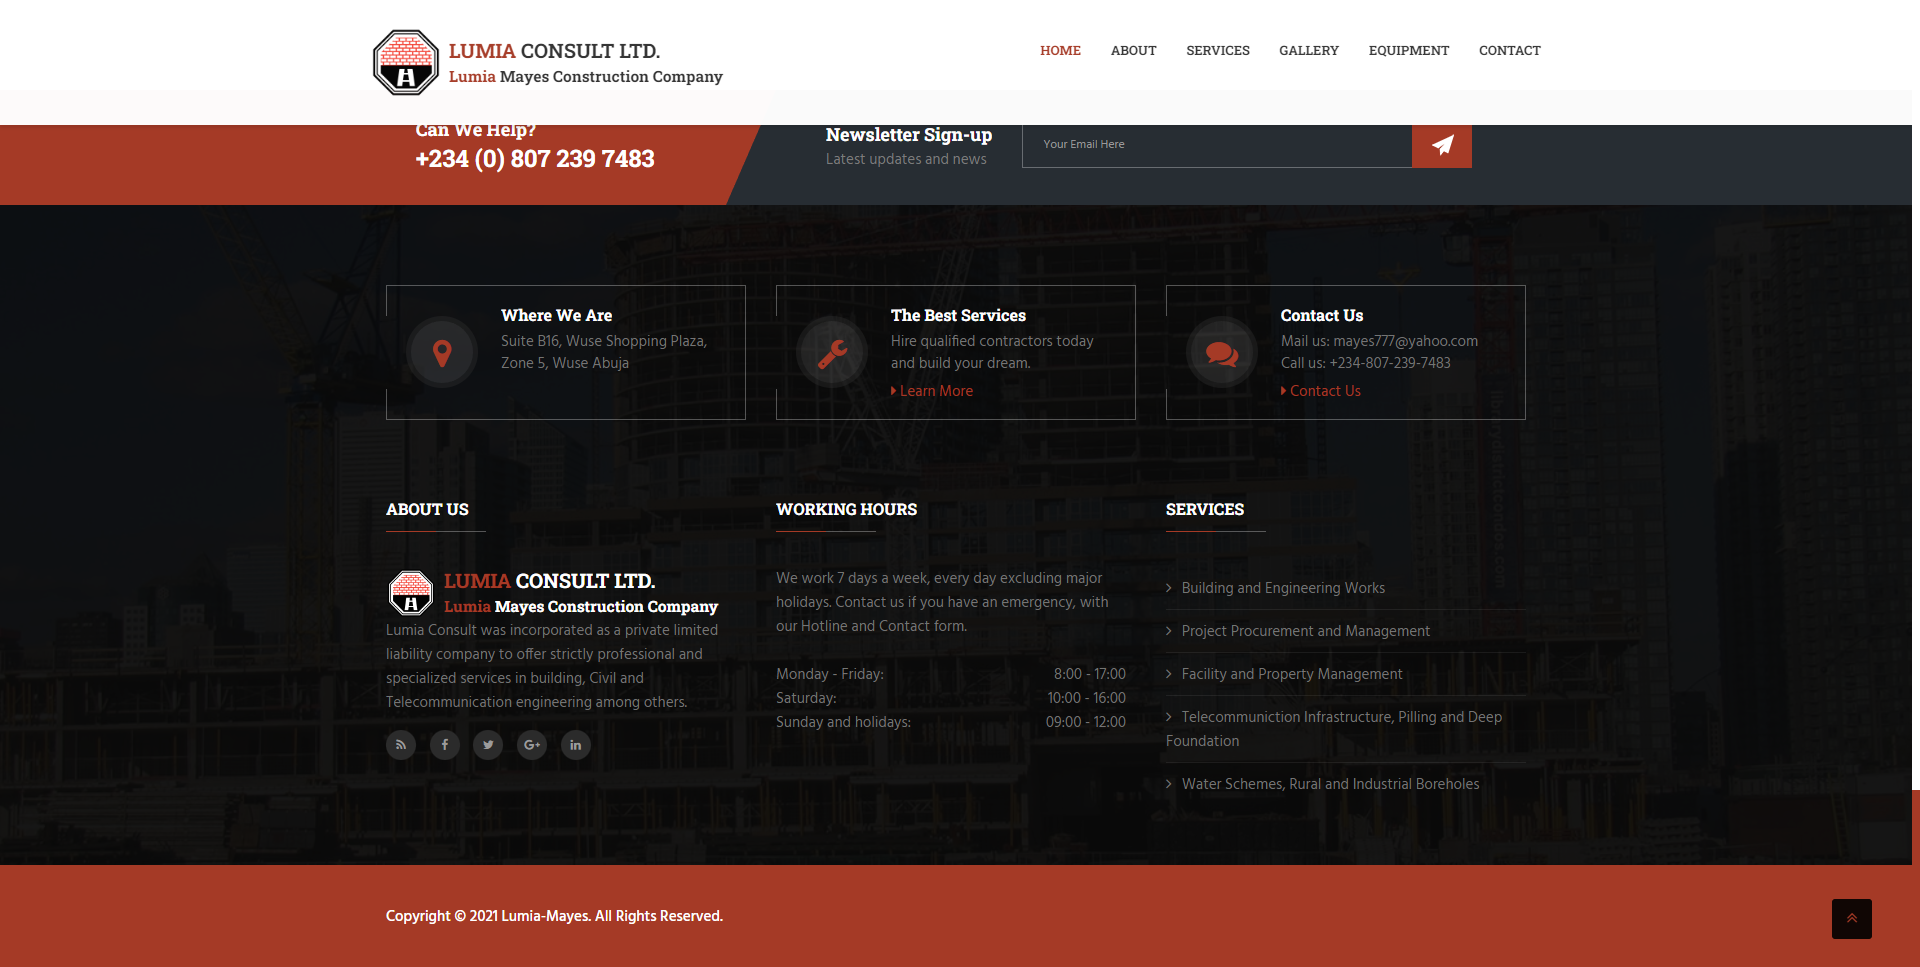 LUMIA CONSULT LTD.
Lumia Mayes Construction Company
HOME ABOUT SERVICES GALLERY EQUIPMENT CONTACT
Can We Help?
+234 (0) 807 239 7483
Newsletter Sign-up
Latest updates and news
Your Email Here
Where We Are
Suite B16, Wuse Shopping Plaza,
Zone 5, Wuse Abuja
The Best Services
Hire qualified contractors today
and build your dream.
Learn More
Contact Us
Mail us: mayes777@yahoo.com
Call us: +234-807-239-7483
Contact Us
ABOUT US
LUMIA CONSULT LTD.
Lumia Mayes Construction Company
Lumia Consult was incorporated as a private limited
liability company to offer strictly professional and
specialized services in building, Civil and
Telecommunication engineering among others.
WORKING HOURS
We work 7 days a week, every day excluding major
holidays. Contact us if you have an emergency, with
our Hotline and Contact form.
Monday - Friday: 8:00 - 17:00
Saturday: 10:00 - 16:00
Sunday and holidays: 09:00 - 12:00
SERVICES
Building and Engineering Works
Project Procurement and Management
Facility and Property Management
Telecommuniction Infrastructure, Pilling and Deep
Foundation
Water Schemes, Rural and Industrial Boreholes
Copyright © 2021 Lumia-Mayes. All Rights Reserved.